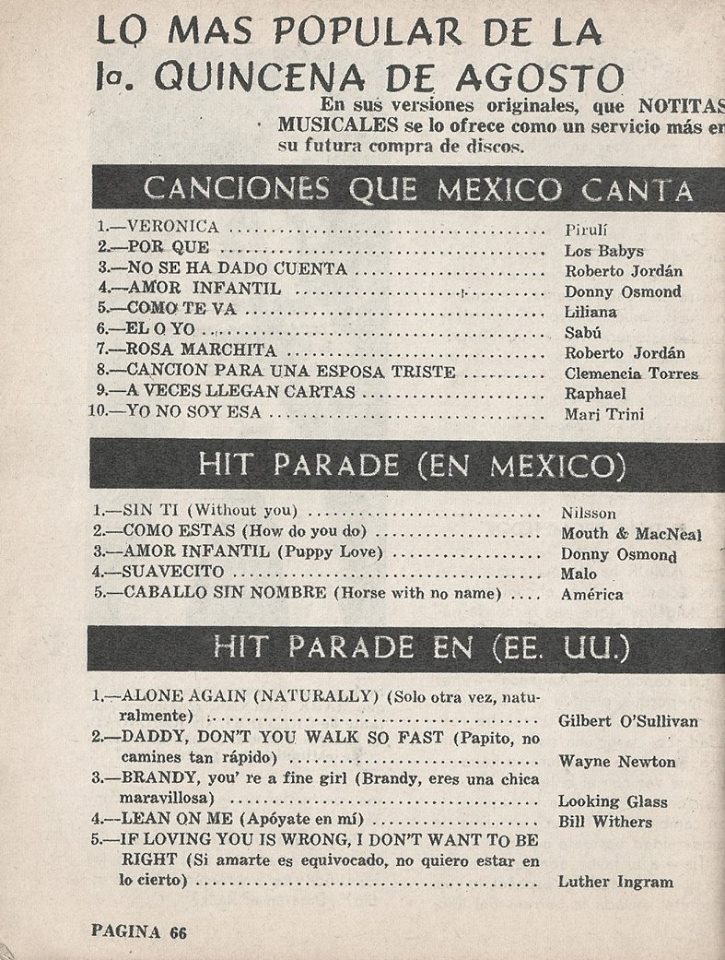 LO MAS POPULAR DE LA
1a. QUINCENA DE AGOSTO
En sus versiones originales, que NOTITAS
MUSICALES se lo ofrece como un servicio más en
su futura compra de discos.
CANCIONES QUE MEXICO CANTA
1.—VERONICA ........ Pirulí
2.—POR QUE ........ Los Babys
3.—NO SE HA DADO CUENTA ........ Roberto Jordán
4.—AMOR INFANTIL ........ Donny Osmond
5.—COMO TE VA ........ Liliana
6.—EL O YO ........ Sabú
7.—ROSA MARCHITA ........ Roberto Jordán
8.—CANCION PARA UNA ESPOSA TRISTE ........ Clemencia Torres
9.—A VECES LLEGAN CARTAS ........ Raphael
10.—YO NO SOY ESA ........ Mari Trini
HIT PARADE (EN MEXICO)
1.—SIN TI (Without you) ........ Nilsson
2.—COMO ESTAS (How do you do) ........ Mouth & MacNeal
3.—AMOR INFANTIL (Puppy Love) ........ Donny Osmond
4.—SUAVECITO ........ Malo
5.—CABALLO SIN NOMBRE (Horse with no name) .... América
HIT PARADE EN (EE. UU.)
1.—ALONE AGAIN (NATURALLY) (Solo otra vez, natu-
ralmente) ........ Gilbert O'Sullivan
2.—DADDY, DON'T YOU WALK SO FAST (Papito, no
camines tan rápido) ........ Wayne Newton
3.—BRANDY, you' re a fine girl (Brandy, eres una chica
maravillosa) ........ Looking Glass
4.—LEAN ON ME (Apóyate en mí) ........ Bill Withers
5.—IF LOVING YOU IS WRONG, I DON'T WANT TO BE
RIGHT (Si amarte es equivocado, no quiero estar en
lo cierto) ........ Luther Ingram
PAGINA 66